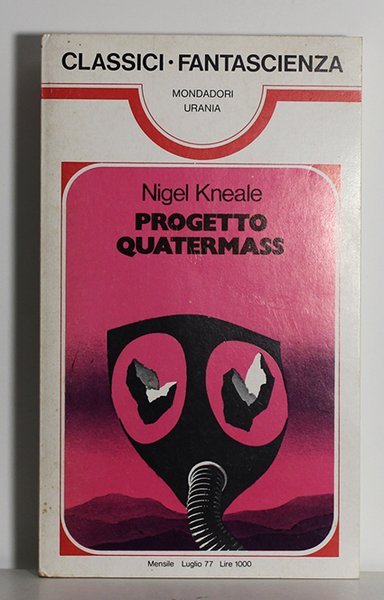 CLASSICI • FANTASCIENZA
MONDADORI
URANIA
Nigel Kneale
PROGETTO
QUATERMASS
Mensile Luglio 77 Lire 1000